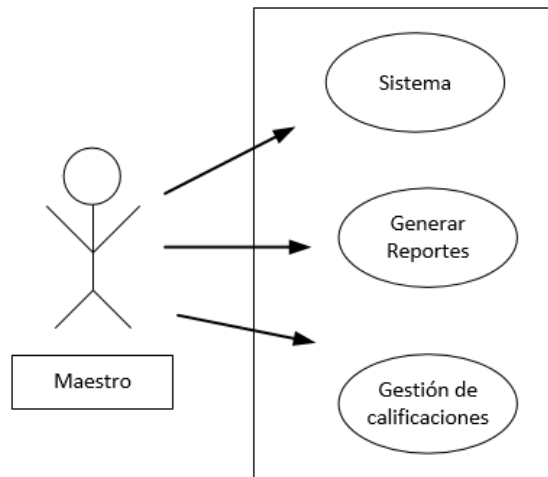 Sistema
Generar
Reportes
Maestro
Gestión de
calificaciones